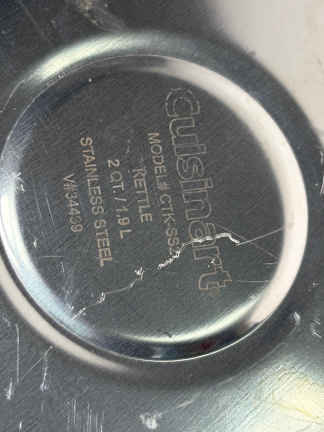 Cuisinart
MODEL# CTK-SS
KETTLE
2 QT. / 1.9 L
STAINLESS STEEL
V#34439